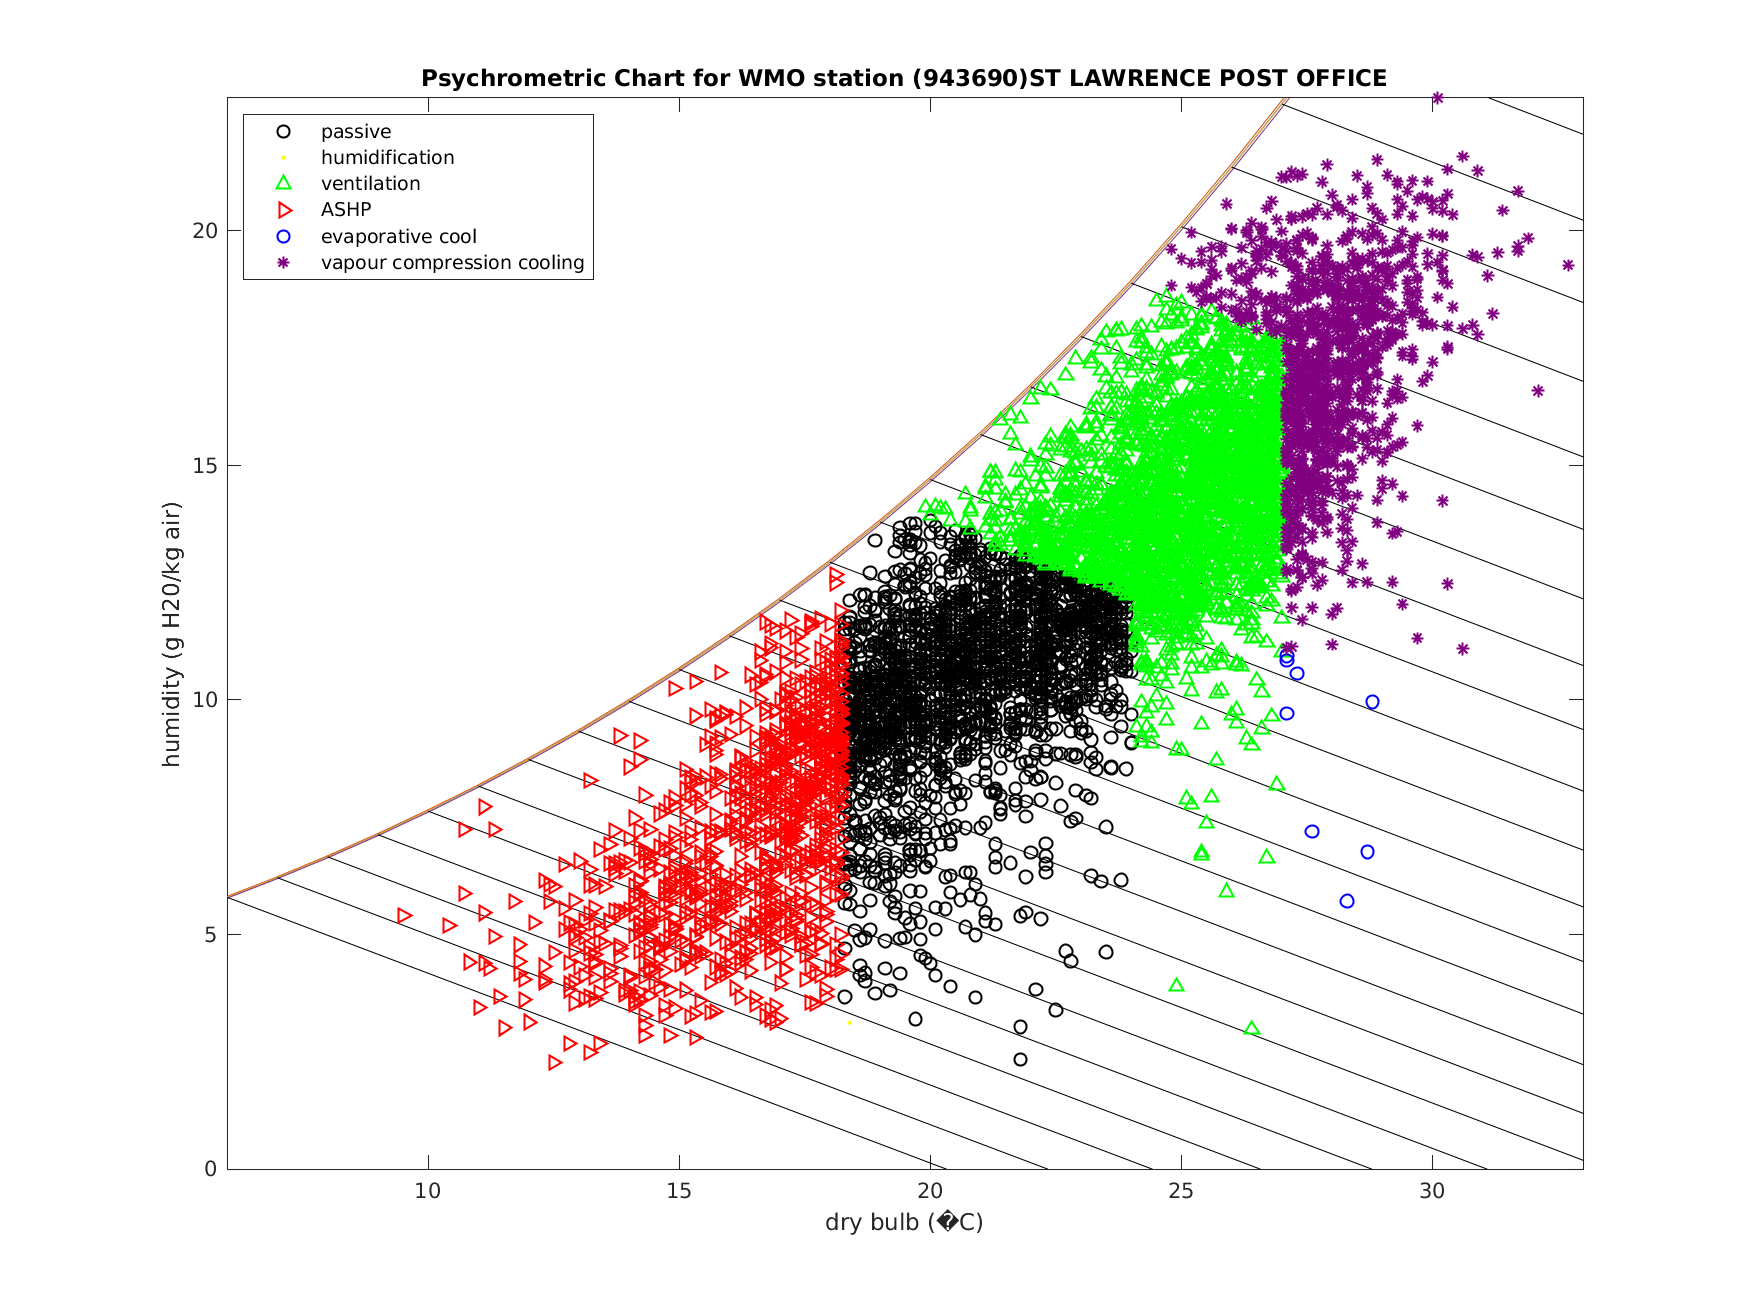 Psychrometric Chart for WMO station (943690)ST LAWRENCE POST OFFICE
passive
humidification
ventilation
ASHP
evaporative cool
vapour compression cooling
20
15
10
5
0
humidity (g H20/kg air)
10 15 20 25 30
dry bulb (�C)